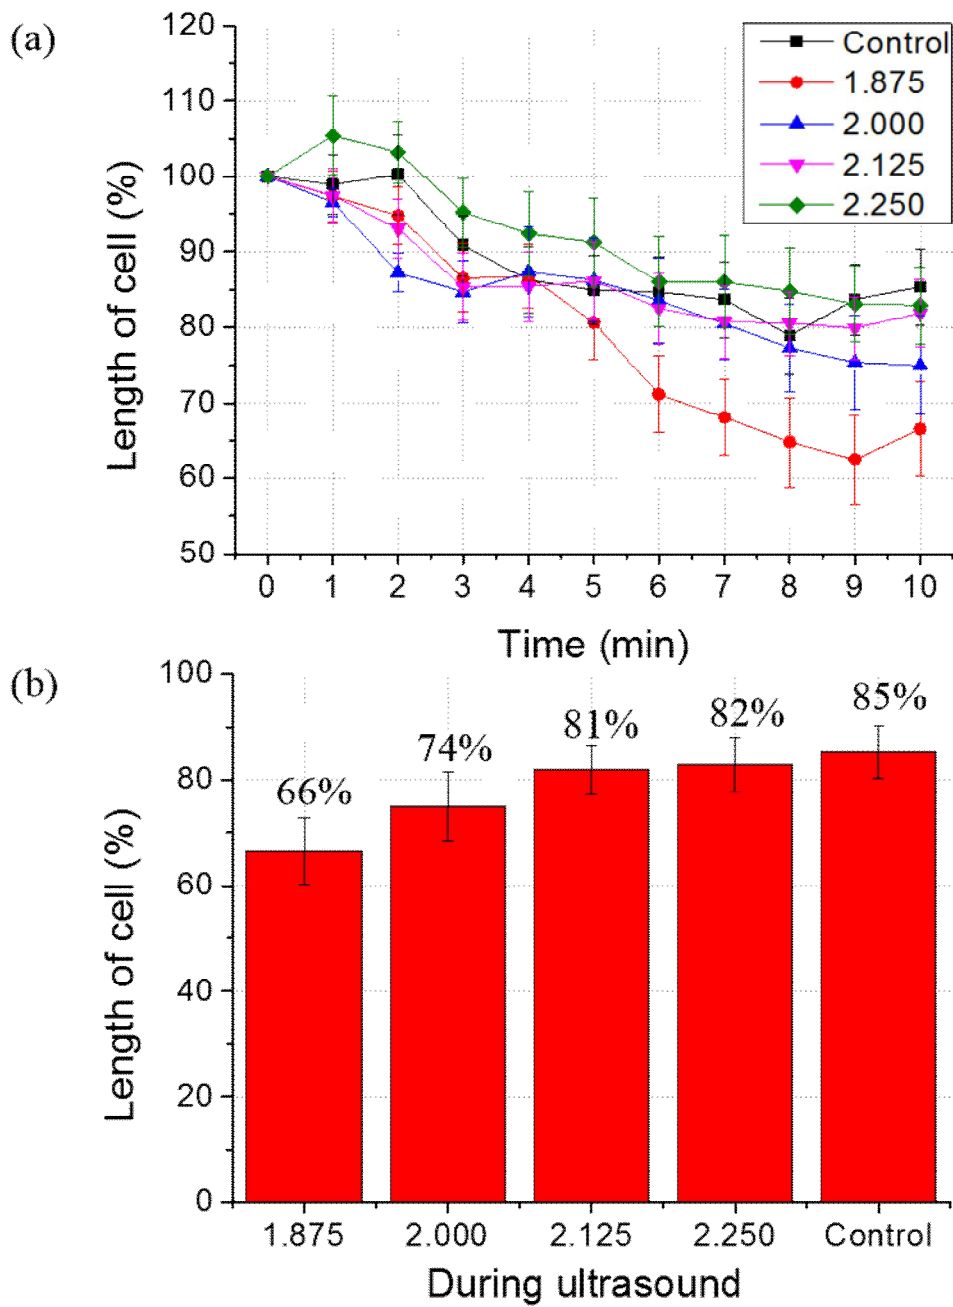 (a)
120
110
100
90
80
70
60
50
Length of cell (%)
Control
1.875
2.000
2.125
2.250
0 1 2 3 4 5 6 7 8 9 10
Time (min)
(b)
100
80
60
40
20
0
Length of cell (%)
66%
74%
81%
82%
85%
1.875 2.000 2.125 2.250 Control
During ultrasound